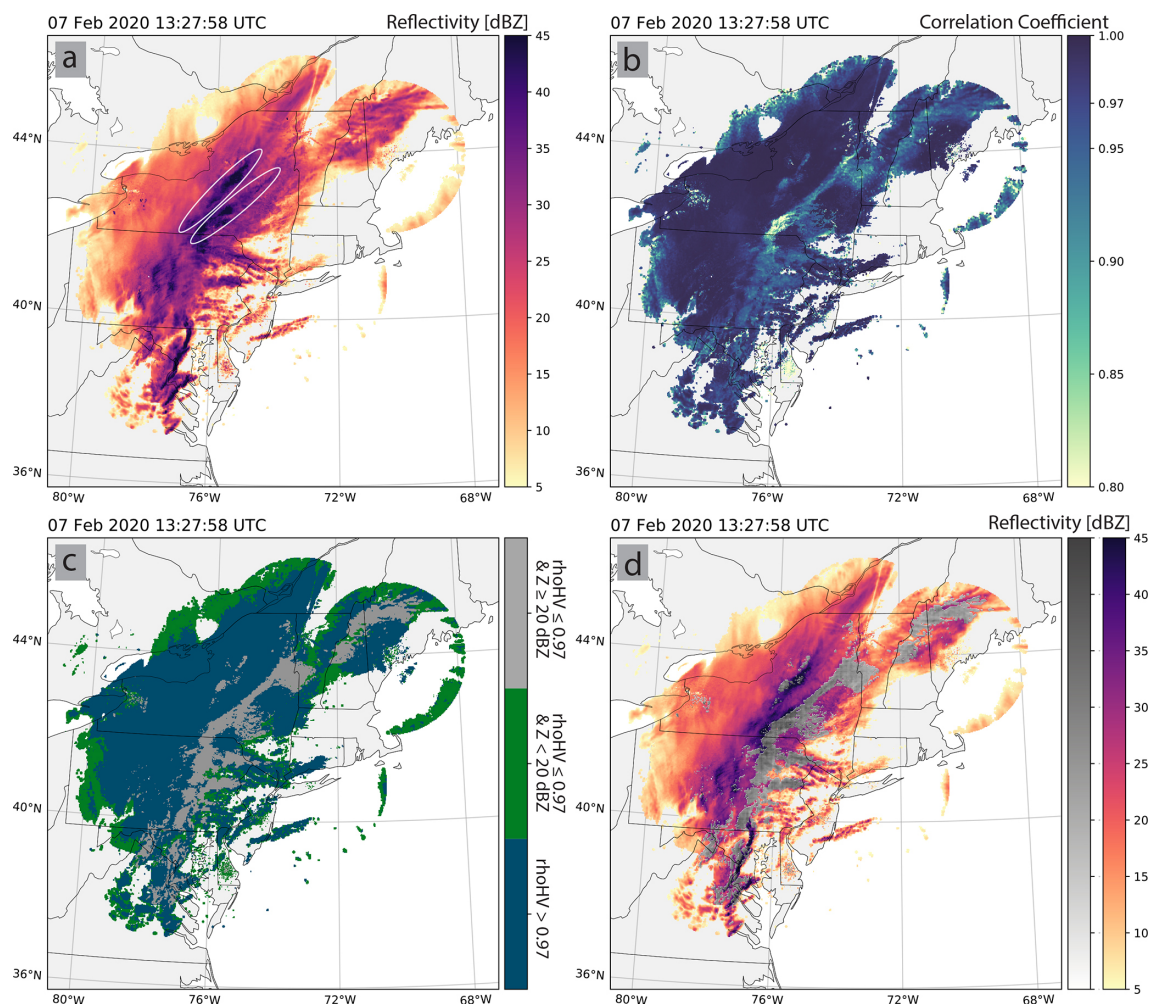 07 Feb 2020 13:27:58 UTC
Reflectivity [dBZ]
a
44°N
40°N
36°N
80°W
76°W
72°W
68°W
45
40
35
30
25
20
15
10
5
07 Feb 2020 13:27:58 UTC
Correlation Coefficient
b
44°N
40°N
36°N
80°W
76°W
72°W
68°W
1.00
0.97
0.95
0.90
0.85
0.80
07 Feb 2020 13:27:58 UTC
c
44°N
40°N
36°N
80°W
76°W
72°W
68°W
rhoHV ≤ 0.97
& Z ≥ 20 dBZ
rhoHV ≤ 0.97
& Z < 20 dBZ
rhoHV > 0.97
07 Feb 2020 13:27:58 UTC
Reflectivity [dBZ]
d
44°N
40°N
36°N
80°W
76°W
72°W
68°W
45
40
35
30
25
20
15
10
5